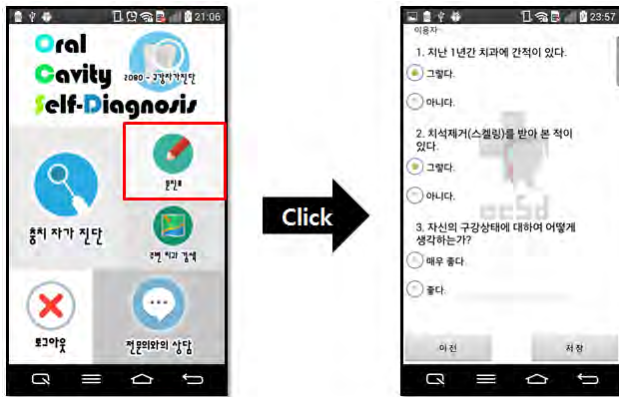 21:06
Oral
Cavity
2080 - 구강자가진단
Self-Diagnosis
문진표
충치 자가 진단
주변 치과 검색
로그아웃
전문의와의 상담
Click
23:57
이용자
1. 지난 1년간 치과에 간적이 있다.
그렇다.
아니다.
2. 치석제거(스켈링)를 받아 본 적이
있다.
그렇다.
아니다.
ocsd
3. 자신의 구강상태에 대하여 어떻게
생각하는가?
매우 좋다.
좋다.
이전
저장